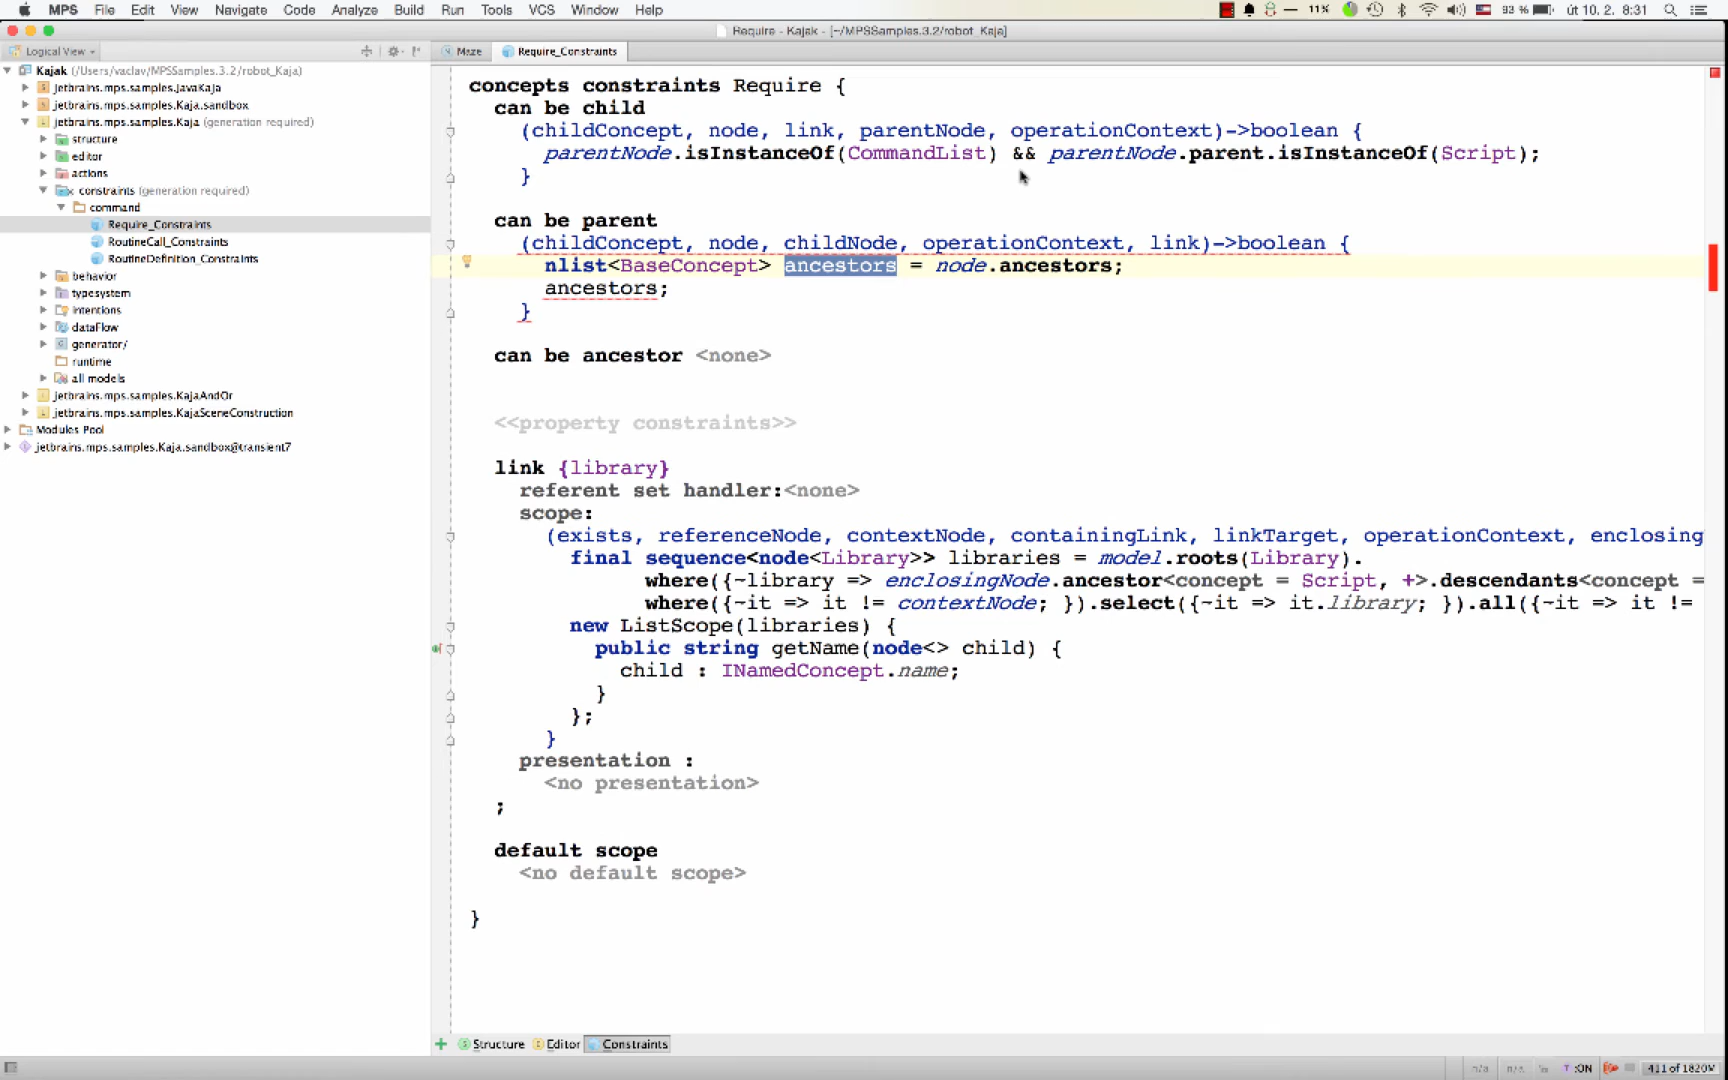 MPS File Edit View Navigate Code Analyze Build Run Tools VCS Window Help 11% 93 % út 10. 2. 8:31
Require - Kajak - [~/MPSSamples.3.2/robot_Kaja]
Logical View
Maze Require_Constraints
Kajak (/Users/vaclav/MPSSamples.3.2/robot_Kaja)
jetbrains.mps.samples.JavaKaja
jetbrains.mps.samples.Kaja.sandbox
jetbrains.mps.samples.Kaja (generation required)
structure
editor
actions
constraints (generation required)
command
Require_Constraints
RoutineCall_Constraints
RoutineDefinition_Constraints
behavior
typesystem
intentions
dataFlow
generator/
runtime
all models
jetbrains.mps.samples.KajaAndOr
jetbrains.mps.samples.KajaSceneConstruction
Modules Pool
jetbrains.mps.samples.Kaja.sandbox@transient7
concepts constraints Require {
can be child
(childConcept, node, link, parentNode, operationContext)->boolean {
parentNode.isInstanceOf(CommandList) && parentNode.parent.isInstanceOf(Script);
}
can be parent
(childConcept, node, childNode, operationContext, link)->boolean {
nlist<BaseConcept> ancestors = node.ancestors;
ancestors;
}
can be ancestor <none>
<<property constraints>>
link {library}
referent set handler:<none>
scope:
(exists, referenceNode, contextNode, containingLink, linkTarget, operationContext, enclosing
final sequence<node<Library>> libraries = model.roots(Library).
where({~library => enclosingNode.ancestor<concept = Script, +>.descendants<concept =
where({~it => it != contextNode; }).select({~it => it.library; }).all({~it => it !=
new ListScope(libraries) {
public string getName(node<> child) {
child : INamedConcept.name;
}
};
}
presentation :
<no presentation>
;
default scope
<no default scope>
}
Structure Editor Constraints
n/a n/a T :ON 411 of 1820M